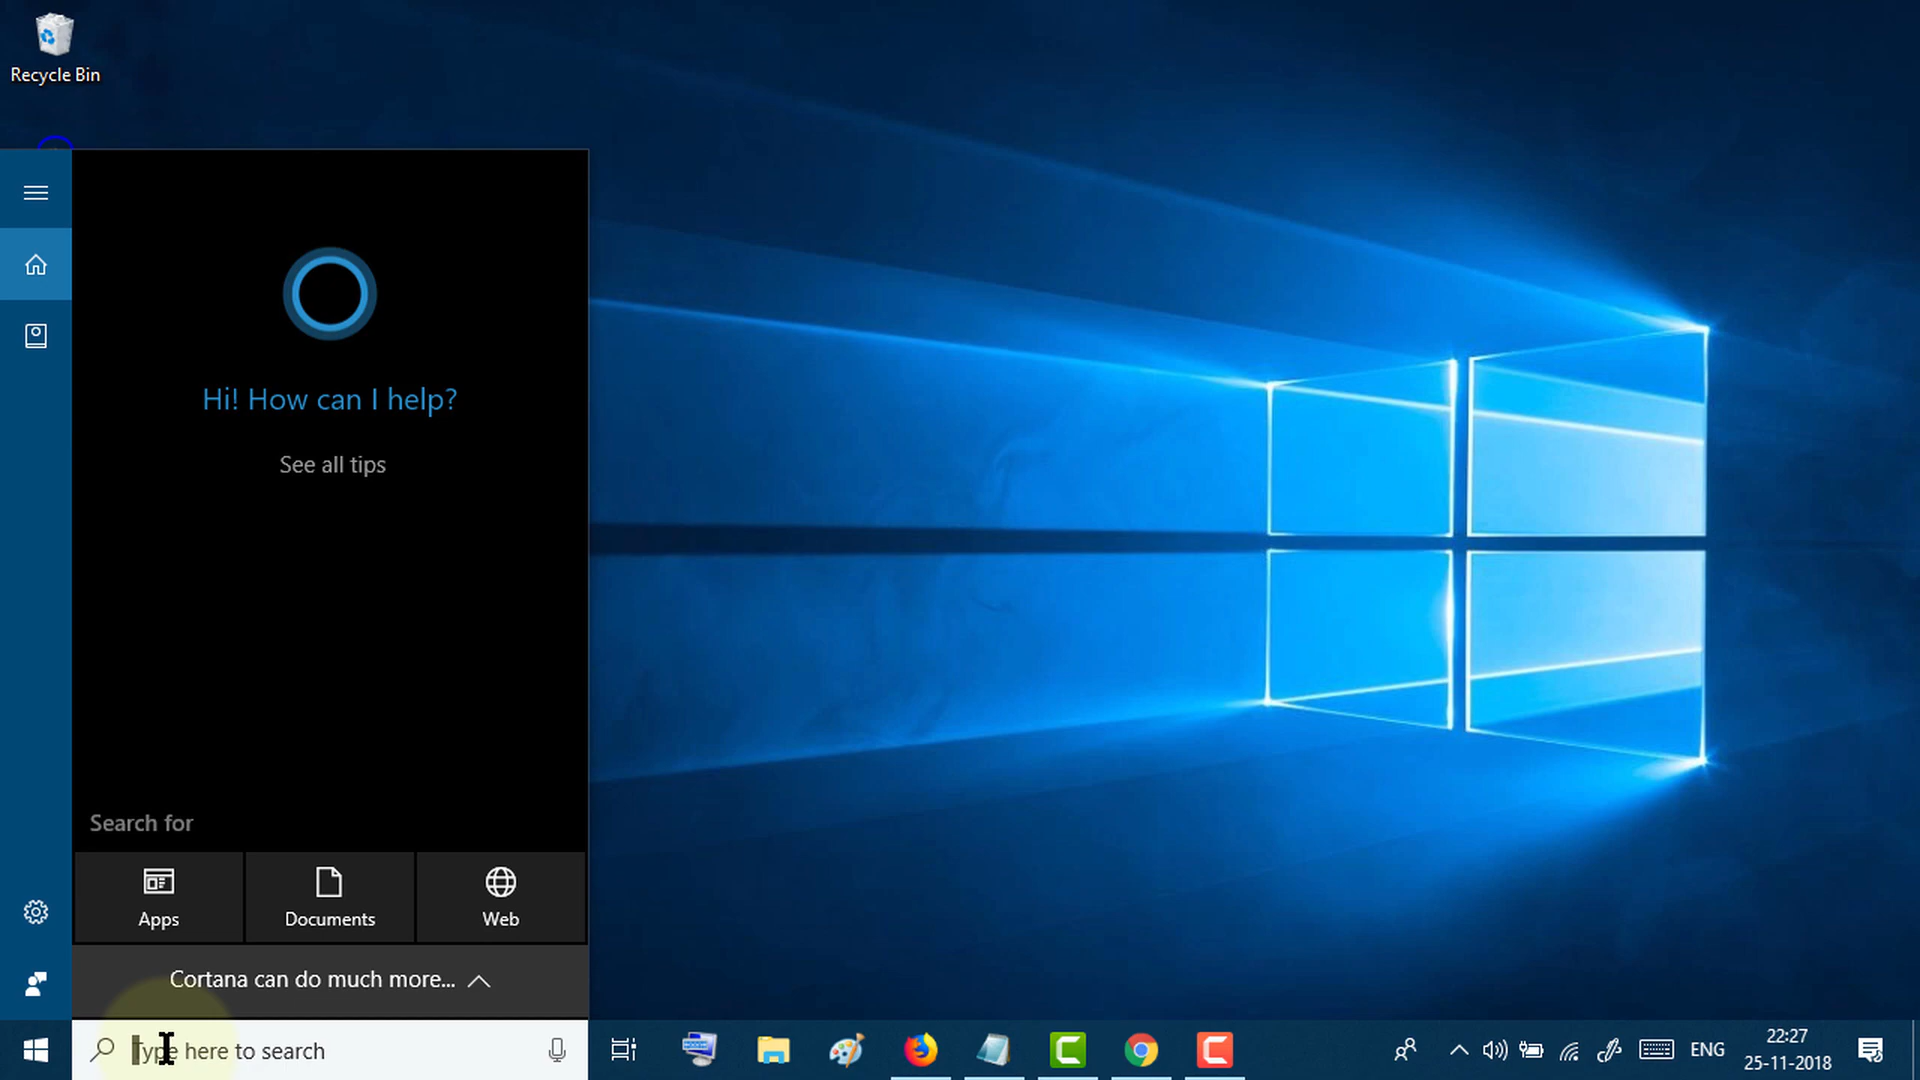 Recycle Bin
Hi! How can I help?
See all tips
Search for
Apps
Documents
Web
Cortana can do much more...
Type here to search
ENG
22:27
25-11-2018